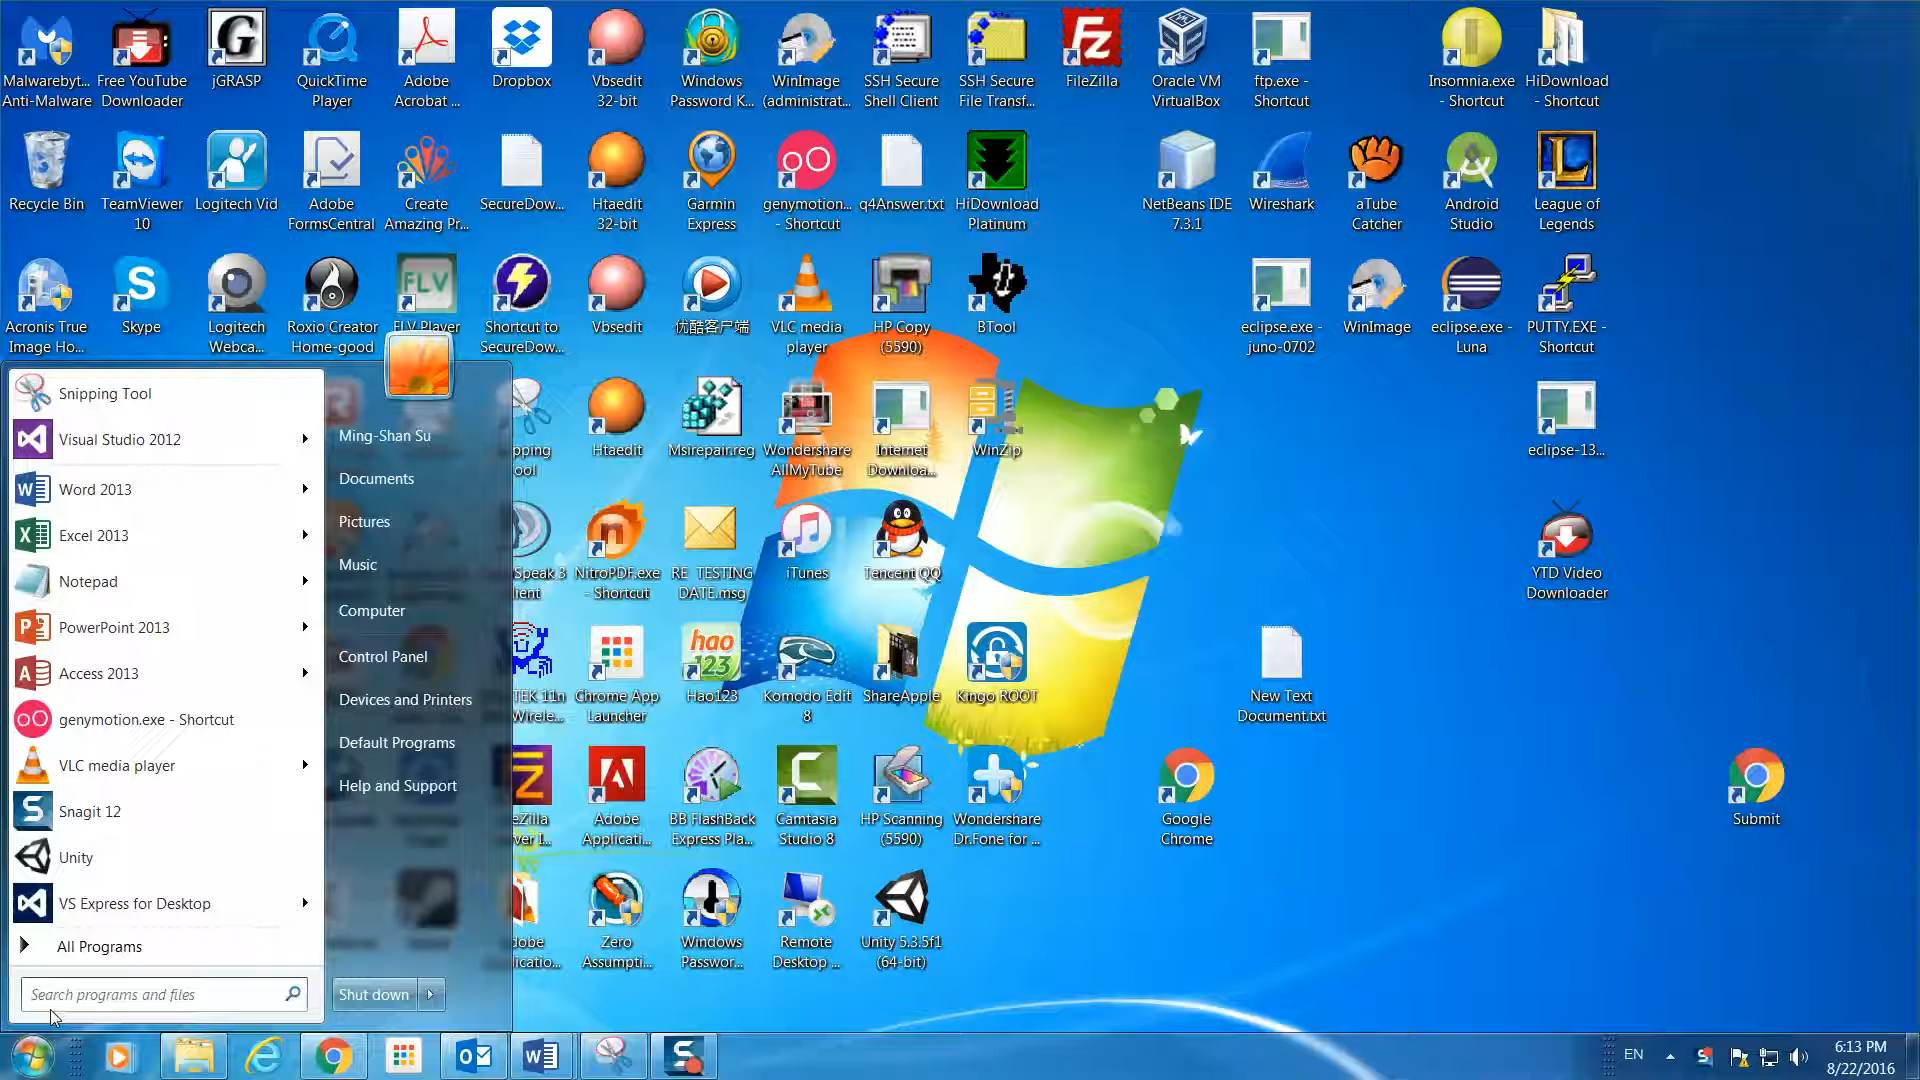 Malwarebyt... Anti-Malware
Free YouTube Downloader
jGRASP
QuickTime Player
Adobe Acrobat ...
Dropbox
Vbsedit 32-bit
Windows Password K...
WinImage (administrat...
SSH Secure Shell Client
SSH Secure File Transf...
FileZilla
Oracle VM VirtualBox
ftp.exe - Shortcut
Insomnia.exe - Shortcut
HiDownload - Shortcut
Recycle Bin
TeamViewer 10
Logitech Vid
Adobe FormsCentral
Create Amazing Pr...
SecureDow...
Htaedit 32-bit
Garmin Express
genymotion... - Shortcut
q4Answer.txt
HiDownload Platinum
NetBeans IDE 7.3.1
Wireshark
aTube Catcher
Android Studio
League of Legends
Acronis True Image Ho...
Skype
Logitech Webca...
Roxio Creator Home-good
FLV
FLV Player
Shortcut to SecureDow...
Vbsedit
优酷客户端
VLC media player
HP Copy (5590)
BTool
eclipse.exe - juno-0702
WinImage
eclipse.exe - Luna
PUTTY.EXE - Shortcut
Htaedit
Msirepair.reg
Wondershare AllMyTube
Internet Downloa...
WinZip
eclipse-13...
NitroPDF.exe - Shortcut
RE_TESTING DATE.msg
iTunes
Tencent QQ
YTD Video Downloader
Chrome App Launcher
hao 123
Hao123
Komodo Edit 8
ShareApple
Kingo ROOT
New Text Document.txt
Adobe Applicati...
BB FlashBack Express Pla...
Camtasia Studio 8
HP Scanning (5590)
Wondershare Dr.Fone for ...
Google Chrome
Submit
Zero Assumpti...
Windows Passwor...
Remote Desktop ...
Unity 5.3.5f1 (64-bit)
Snipping Tool
Visual Studio 2012
Word 2013
Excel 2013
Notepad
PowerPoint 2013
Access 2013
genymotion.exe - Shortcut
VLC media player
Snagit 12
Unity
VS Express for Desktop
All Programs
Search programs and files
Ming-Shan Su
Documents
Pictures
Music
Computer
Control Panel
Devices and Printers
Default Programs
Help and Support
Shut down
EN
6:13 PM
8/22/2016